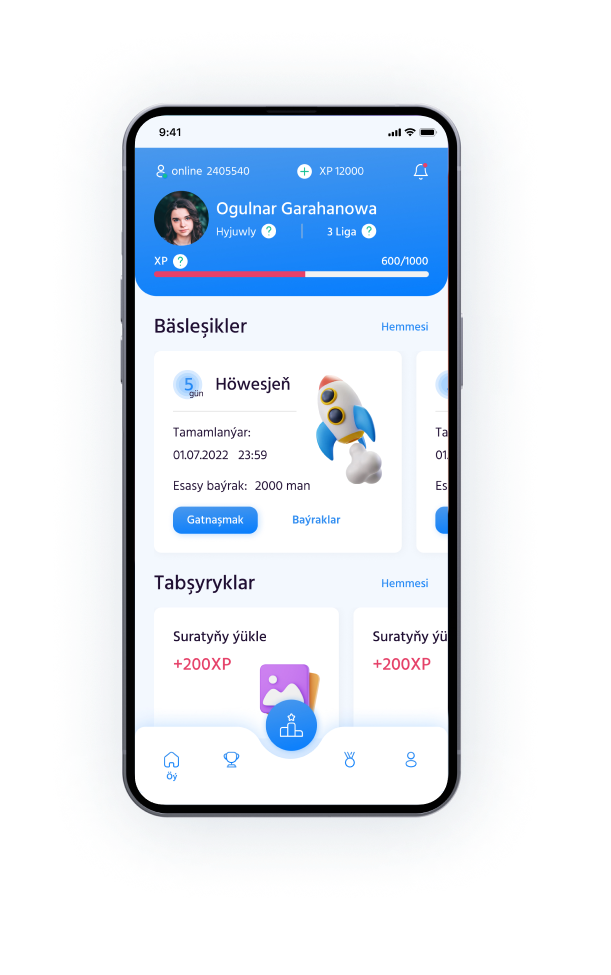 9:41
online 2405540 XP 12000
Ogulnar Garahanowa
Hyjuwly ? 3 Liga ?
XP ? 600/1000
Bäsleşikler Hemmesi
5 gün Höwesjeň
Tamamlanýar:
01.07.2022 23:59
Esasy baýrak: 2000 man
Gatnaşmak Baýraklar
Ta
01.
Es
Tabşyryklar Hemmesi
Suratyňy ýükle
+200XP
Suratyňy ýü
+200XP
Öý